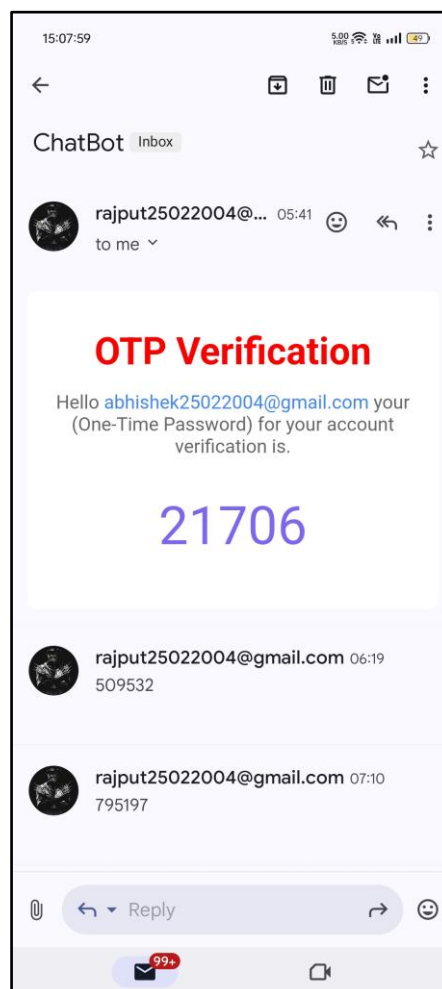 15:07:59
5.00 KB/S 49
ChatBot Inbox
rajput25022004@... 05:41
to me
OTP Verification
Hello abhishek25022004@gmail.com your
(One-Time Password) for your account
verification is.
21706
rajput25022004@gmail.com 06:19
509532
rajput25022004@gmail.com 07:10
795197
Reply
99+